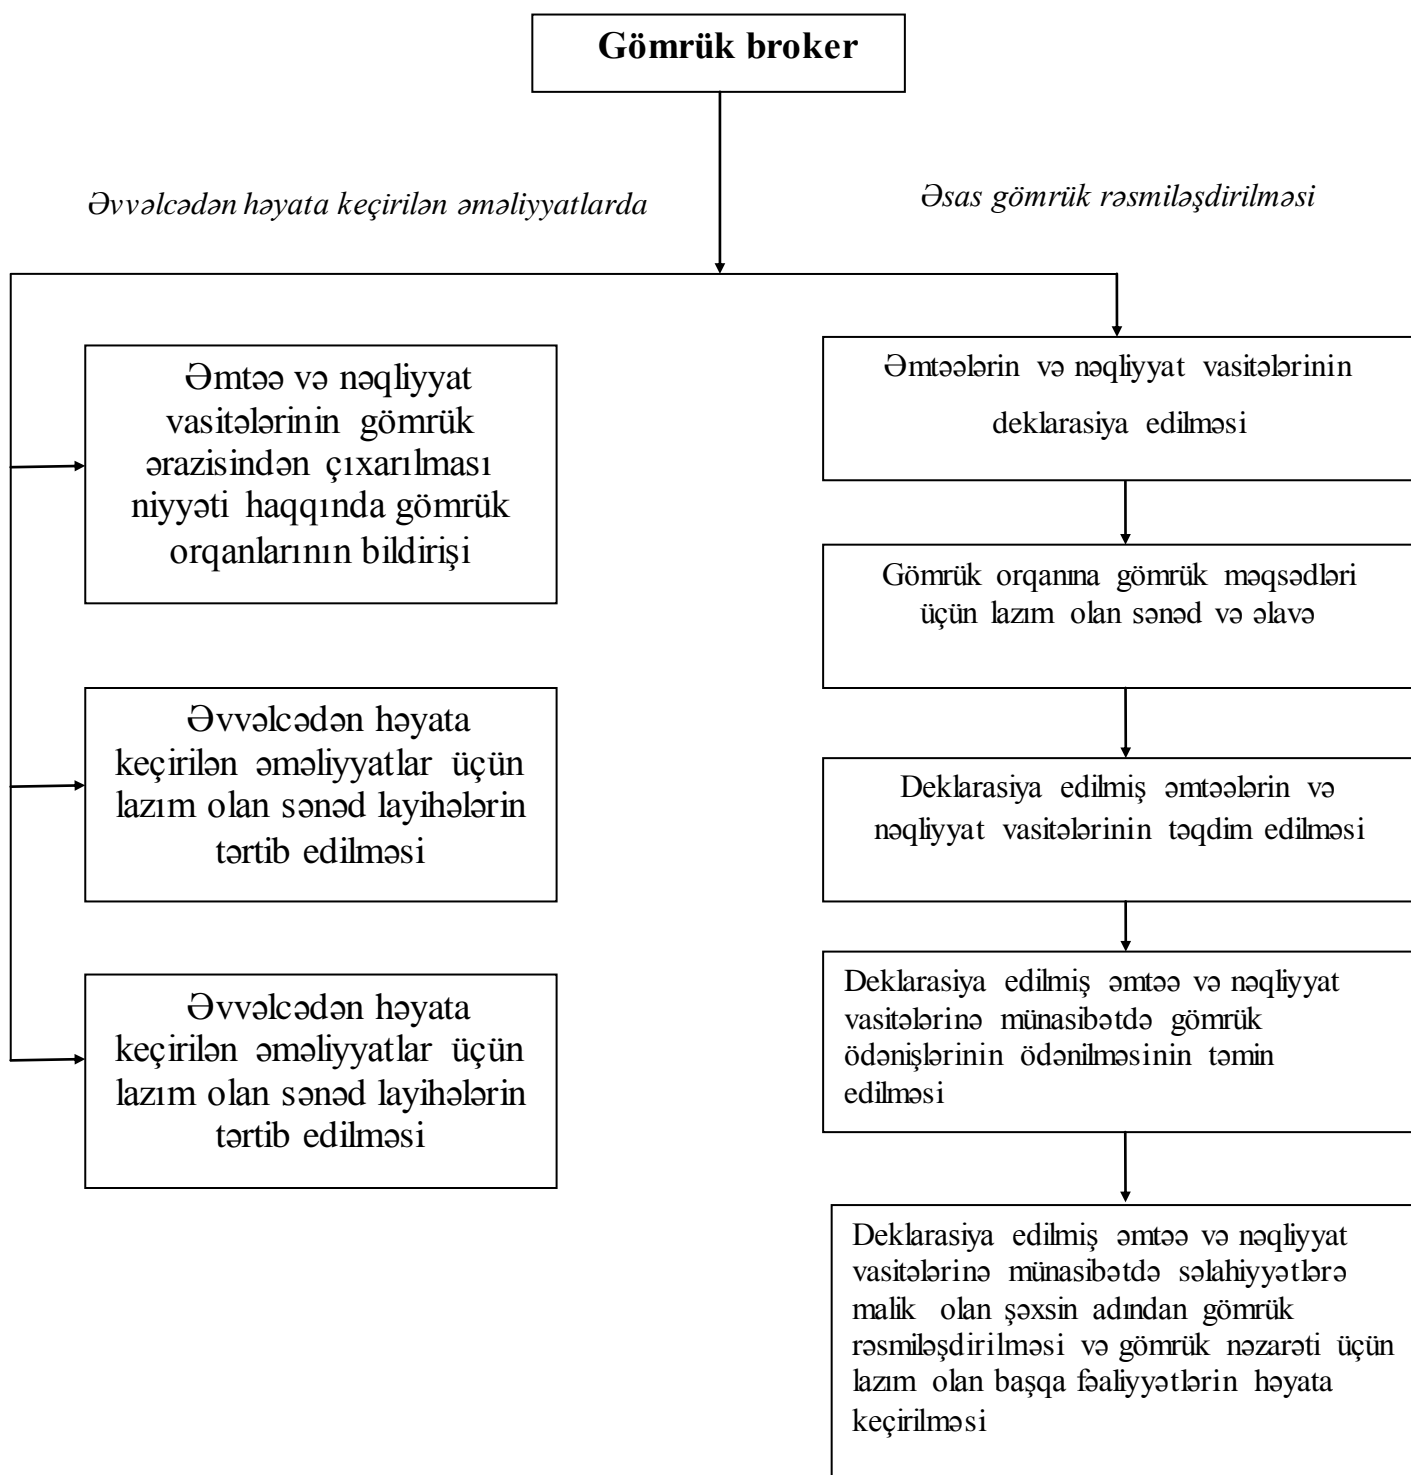 Gömrük broker
Əvvəlcədən həyata keçirilən əməliyyatlarda
Əsas gömrük rəsmiləşdirilməsi
Əmtəə və nəqliyyat
vasitələrinin gömrük
ərazisindən çıxarılması
niyyəti haqqında gömrük
orqanlarının bildirişi
Əvvəlcədən həyata
keçirilən əməliyyatlar üçün
lazım olan sənəd layihələrin
tərtib edilməsi
Əvvəlcədən həyata
keçirilən əməliyyatlar üçün
lazım olan sənəd layihələrin
tərtib edilməsi
Əmtəələrin və nəqliyyat vasitələrinin
deklarasiya edilməsi
Gömrük orqanına gömrük məqsədləri
üçün lazım olan sənəd və əlavə
Deklarasiya edilmiş əmtəələrin və
nəqliyyat vasitələrinin təqdim edilməsi
Deklarasiya edilmiş əmtəə və nəqliyyat
vasitələrinə münasibətdə gömrük
ödənişlərinin ödənilməsinin təmin
edilməsi
Deklarasiya edilmiş əmtəə və nəqliyyat
vasitələrinə münasibətdə səlahiyyətlərə
malik olan şəxsin adından gömrük
rəsmiləşdirilməsi və gömrük nəzarəti üçün
lazım olan başqa fəaliyyətlərin həyata
keçirilməsi